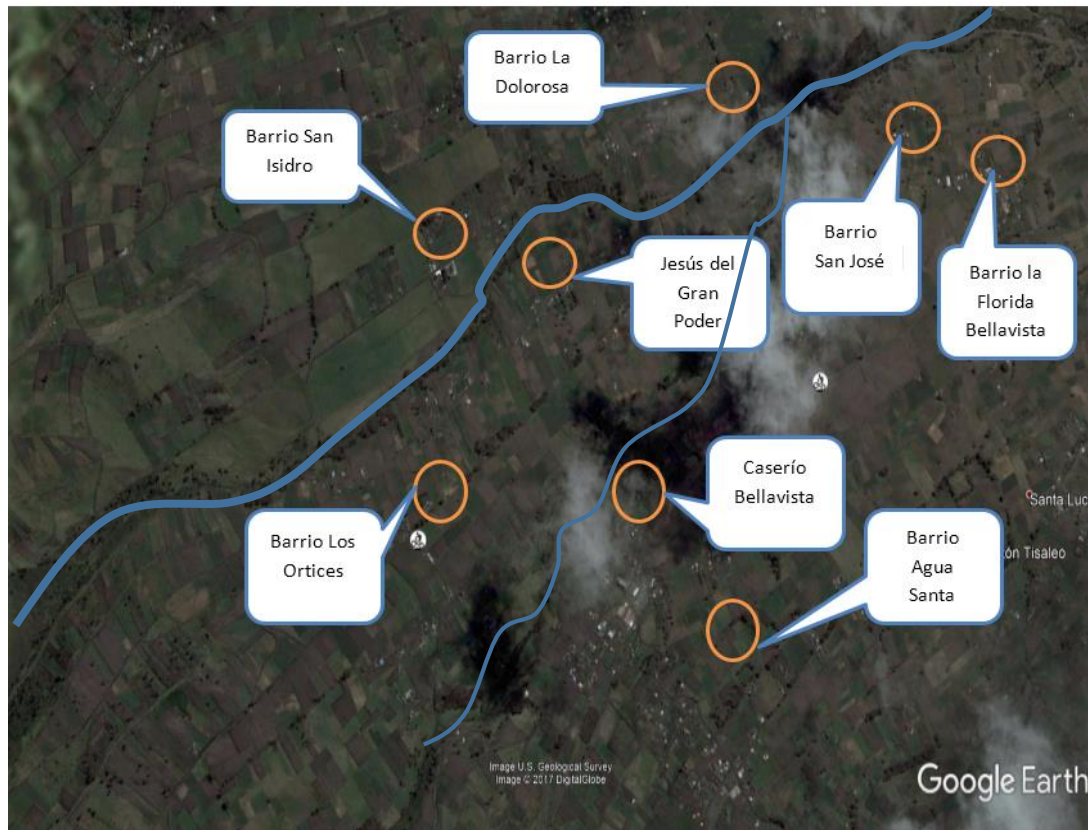 Barrio La
Dolorosa
Barrio San
Isidro
Barrio
San José
Jesús del
Gran
Poder
Barrio la
Florida
Bellavista
Caserío
Bellavista
Santa Luc
Barrio Los
Ortices
Barrio
Agua
Santa
ón Tisaleo
Image U.S. Geological Survey
Image © 2017 DigitalGlobe
Google Earth